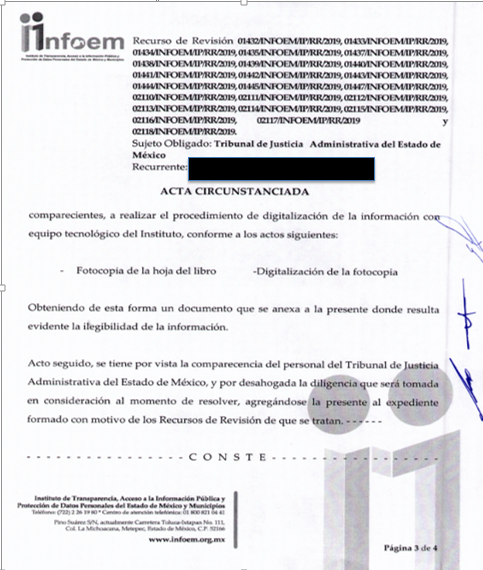 infoem
Instituto de Transparencia, Acceso a la Información Pública y
Protección de Datos Personales del Estado de México y Municipios
Recurso de Revisión 01432/INFOEM/IP/RR/2019, 01433/INFOEM/IP/RR/2019,
01434/INFOEM/IP/RR/2019, 01435/INFOEM/IP/RR/2019, 01437/INFOEM/IP/RR/2019,
01438/INFOEM/IP/RR/2019, 01439/INFOEM/IP/RR/2019, 01440/INFOEM/IP/RR/2019,
01441/INFOEM/IP/RR/2019, 01442/INFOEM/IP/RR/2019, 01443/INFOEM/IP/RR/2019,
01444/INFOEM/IP/RR/2019, 01445/INFOEM/IP/RR/2019, 01447/INFOEM/IP/RR/2019,
02110/INFOEM/IP/RR/2019, 02111/INFOEM/IP/RR/2019, 02112/INFOEM/IP/RR/2019,
02113/INFOEM/IP/RR/2019, 02114/INFOEM/IP/RR/2019, 02115/INFOEM/IP/RR/2019,
02116/INFOEM/IP/RR/2019, 02117/INFOEM/IP/RR/2019 y
02118/INFOEM/IP/RR/2019.
Sujeto Obligado: Tribunal de Justicia Administrativa del Estado de
México
Recurrente:
ACTA CIRCUNSTANCIADA
comparecientes, a realizar el procedimiento de digitalización de la información con
equipo tecnológico del Instituto, conforme a los actos siguientes:
- Fotocopia de la hoja del libro -Digitalización de la fotocopia
Obteniendo de esta forma un documento que se anexa a la presente donde resulta
evidente la ilegibilidad de la información.
Acto seguido, se tiene por vista la comparecencia del personal del Tribunal de Justicia
Administrativa del Estado de México, y por desahogada la diligencia que será tomada
en consideración al momento de resolver, agregándose la presente al expediente
formado con motivo de los Recursos de Revisión de que se tratan. - - - - - -
- - - - - - - - - - - - - - - - - C O N S T E - - - - - - - - - - - - - - - - -
Instituto de Transparencia, Acceso a la Información Pública y
Protección de Datos Personales del Estado de México y Municipios
Teléfono: (722) 2 26 19 80 * Centro de atención telefónica: 01 800 821 04 41
Pino Suárez S/N, actualmente Carretera Toluca-Ixtapan No. 111,
Col. La Michoacana, Metepec, Estado de México, C.P. 52166
www.infoem.org.mx
Página 3 de 4